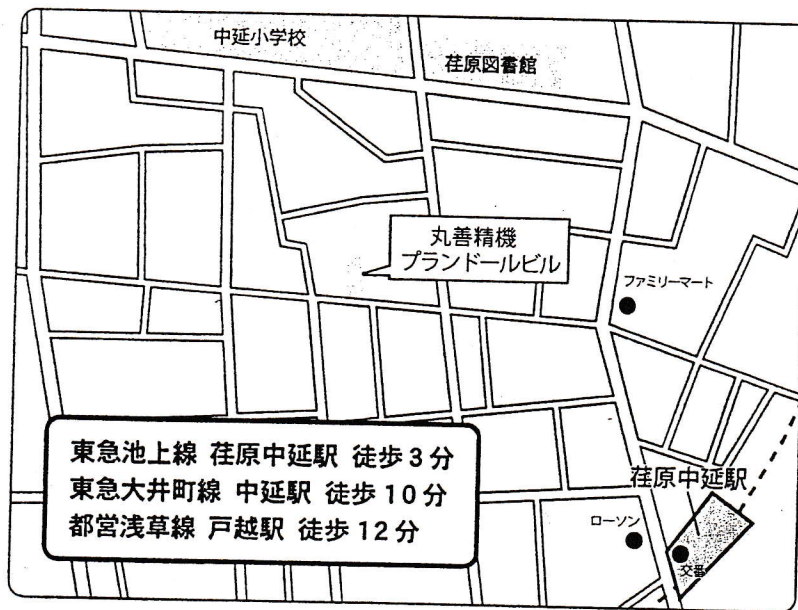 中延小学校
荏原図書館
丸善精機
プランドールビル
ファミリーマート
東急池上線 荏原中延駅 徒歩3分
東急大井町線 中延駅 徒歩10分
都営浅草線 戸越駅 徒歩12分
荏原中延駅
ローソン
交番